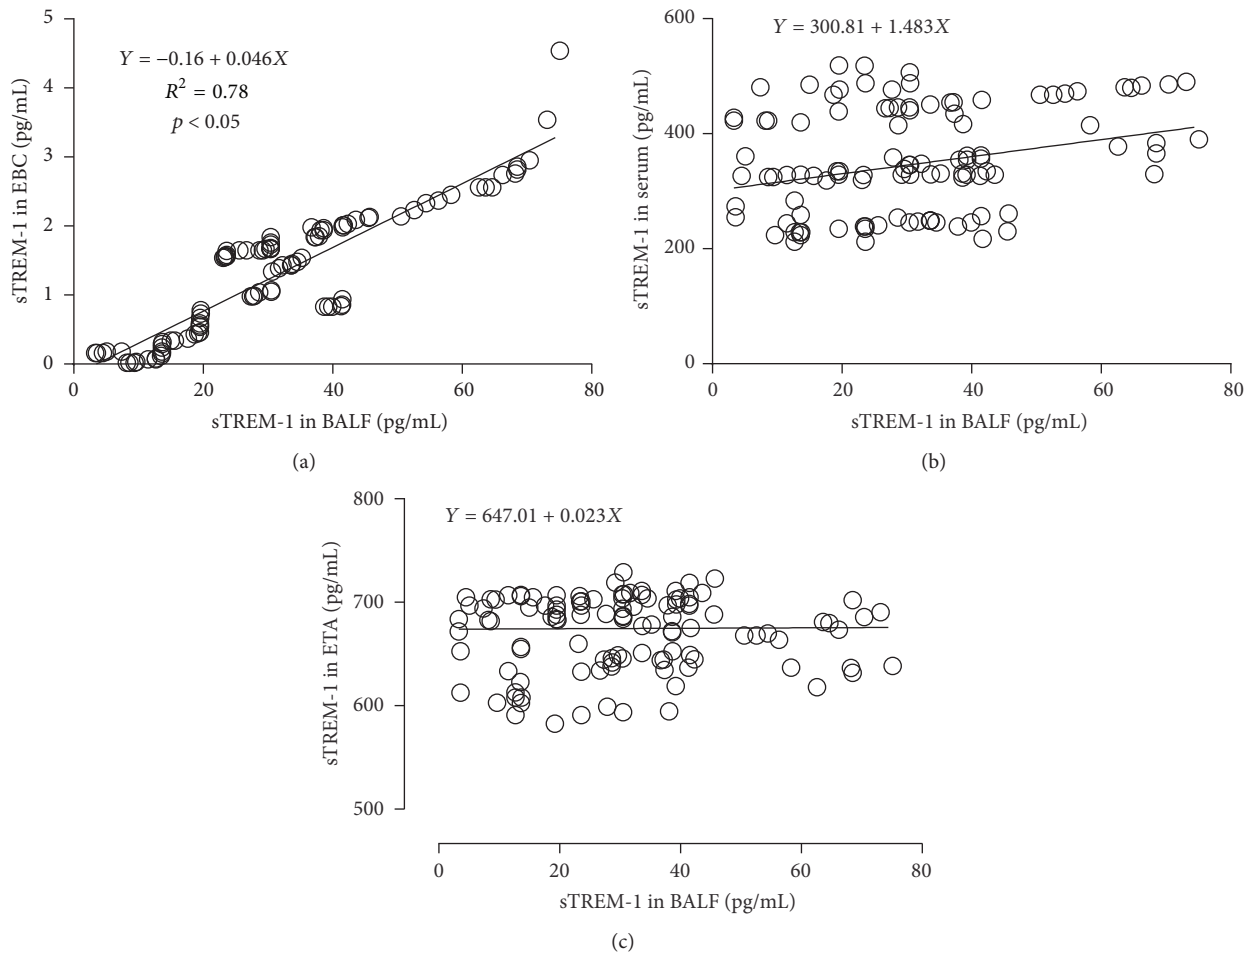 Y = −0.16 + 0.046X
R² = 0.78
p < 0.05
sTREM-1 in EBC (pg/mL)
5
4
3
2
1
0
0 20 40 60 80
sTREM-1 in BALF (pg/mL)
(a)
Y = 300.81 + 1.483X
sTREM-1 in serum (pg/mL)
600
400
200
0
0 20 40 60 80
sTREM-1 in BALF (pg/mL)
(b)
Y = 647.01 + 0.023X
sTREM-1 in ETA (pg/mL)
800
700
600
500
0 20 40 60 80
sTREM-1 in BALF (pg/mL)
(c)